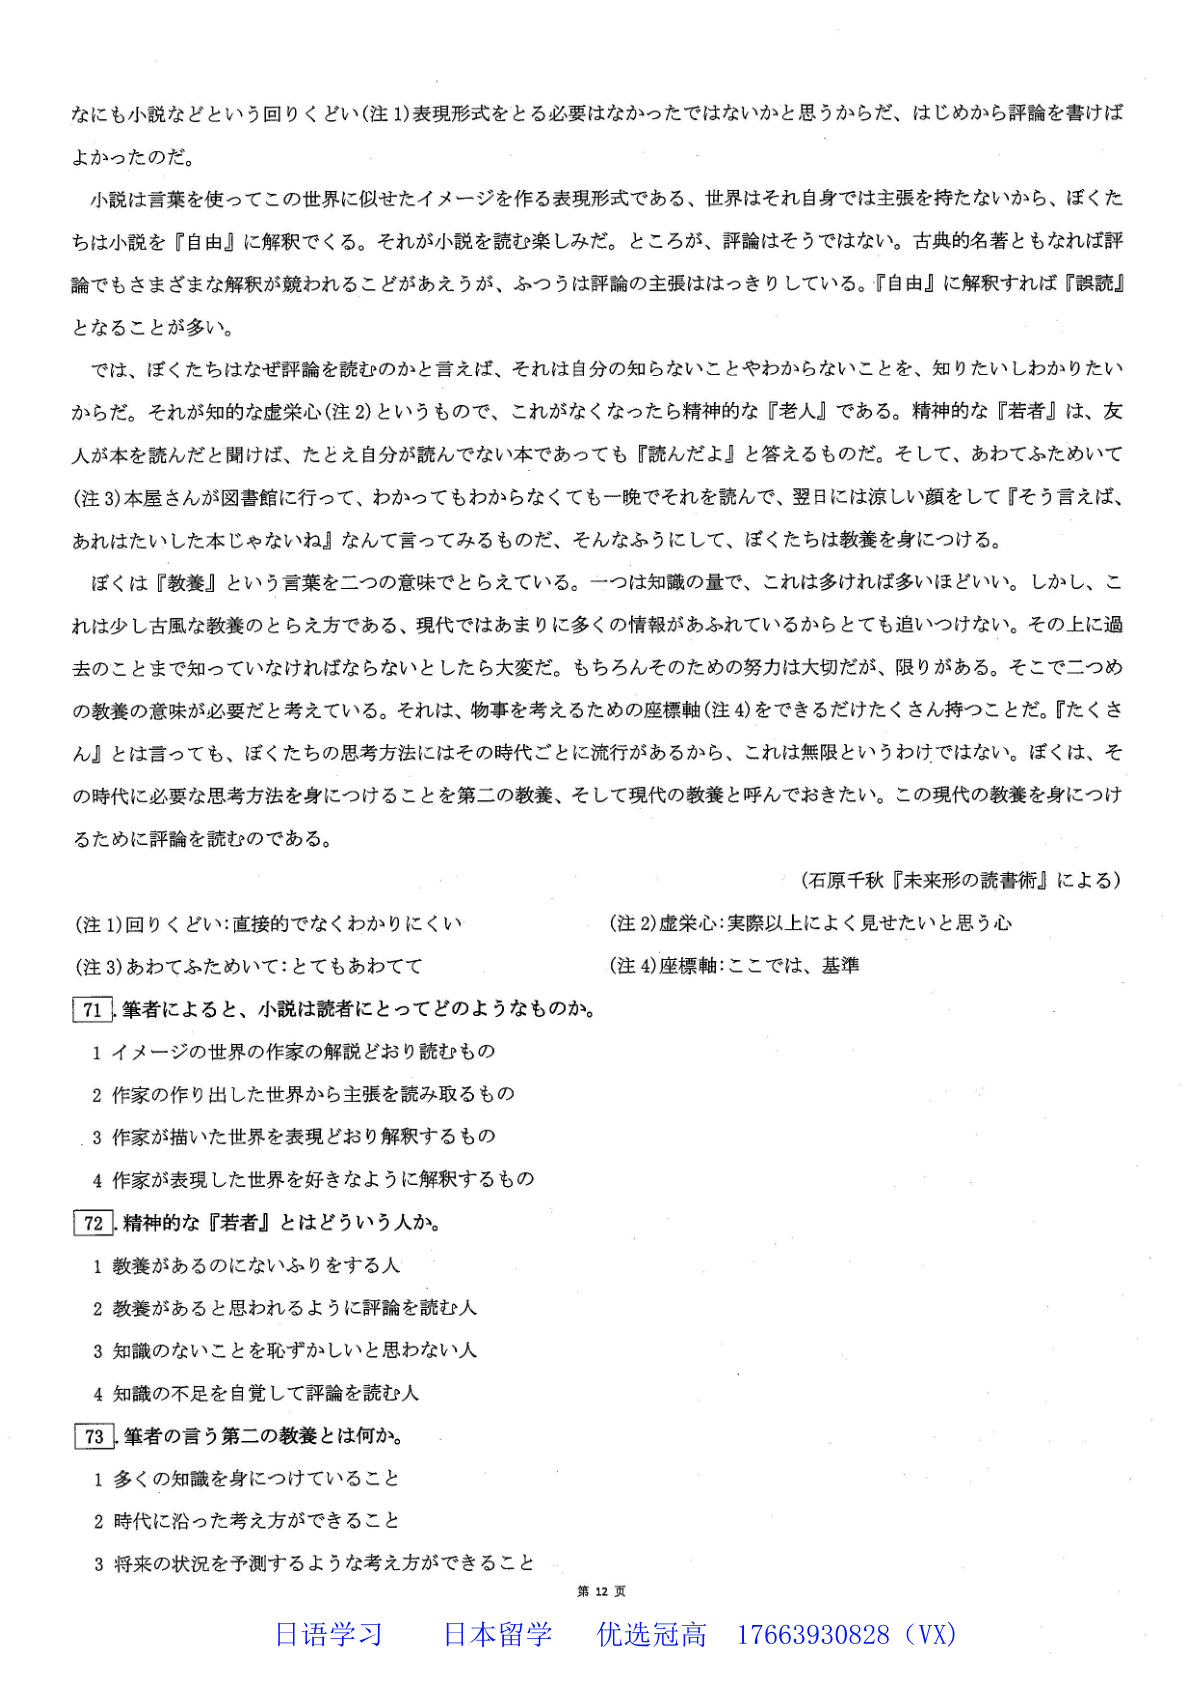 なにも小説などという回りくどい(注1)表現形式をとる必要はなかったではないかと思うからだ、はじめから評論を書けば
よかったのだ。
小説は言葉を使ってこの世界に似せたイメージを作る表現形式である、世界はそれ自身では主張を持たないから、ぼくた
ちは小説を『自由』に解釈でくる。それが小説を読む楽しみだ。ところが、評論はそうではない。古典的名著ともなれば評
論でもさまざまな解釈が競われるこどがあえうが、ふつうは評論の主張ははっきりしている。『自由』に解釈すれば『誤読』
となることが多い。
では、ぼくたちはなぜ評論を読むのかと言えば、それは自分の知らないことやわからないことを、知りたいしわかりたい
からだ。それが知的な虚栄心(注2)というもので、これがなくなったら精神的な『老人』である。精神的な『若者』は、友
人が本を読んだと聞けば、たとえ自分が読んでない本であっても『読んだよ』と答えるものだ。そして、あわてふためいて
(注3)本屋さんが図書館に行って、わかってもわからなくても一晩でそれを読んで、翌日には涼しい顔をして『そう言えば、
あれはたいした本じゃないね』なんて言ってみるものだ、そんなふうにして、ぼくたちは教養を身につける。
ぼくは『教養』という言葉を二つの意味でとらえている。一つは知識の量で、これは多ければ多いほどいい。しかし、こ
れは少し古風な教養のとらえ方である、現代ではあまりに多くの情報があふれているからとても追いつけない。その上に過
去のことまで知っていなければならないとしたら大変だ。もちろんそのための努力は大切だが、限りがある。そこで二つめ
の教養の意味が必要だと考えている。それは、物事を考えるための座標軸(注4)をできるだけたくさん持つことだ。『たくさ
ん』とは言っても、ぼくたちの思考方法にはその時代ごとに流行があるから、これは無限というわけではない。ぼくは、そ
の時代に必要な思考方法を身につけることを第二の教養、そして現代の教養と呼んでおきたい。この現代の教養を身につけ
るために評論を読むのである。
(石原千秋『未来形の読書術』による)
(注1)回りくどい:直接的でなくわかりにくい (注2)虚栄心:実際以上によく見せたいと思う心
(注3)あわてふためいて:とてもあわてて (注4)座標軸:ここでは、基準
71.筆者によると、小説は読者にとってどのようなものか。
1 イメージの世界の作家の解説どおり読むもの
2 作家の作り出した世界から主張を読み取るもの
3 作家が描いた世界を表現どおり解釈するもの
4 作家が表現した世界を好きなように解釈するもの
72.精神的な『若者』とはどういう人か。
1 教養があるのにないふりをする人
2 教養があると思われるように評論を読む人
3 知識のないことを恥ずかしいと思わない人
4 知識の不足を自覚して評論を読む人
73.筆者の言う第二の教養とは何か。
1 多くの知識を身につけていること
2 時代に沿った考え方ができること
3 将来の状況を予測するような考え方ができること
第 12 页
日语学习 日本留学 优选冠高 17663930828（VX)